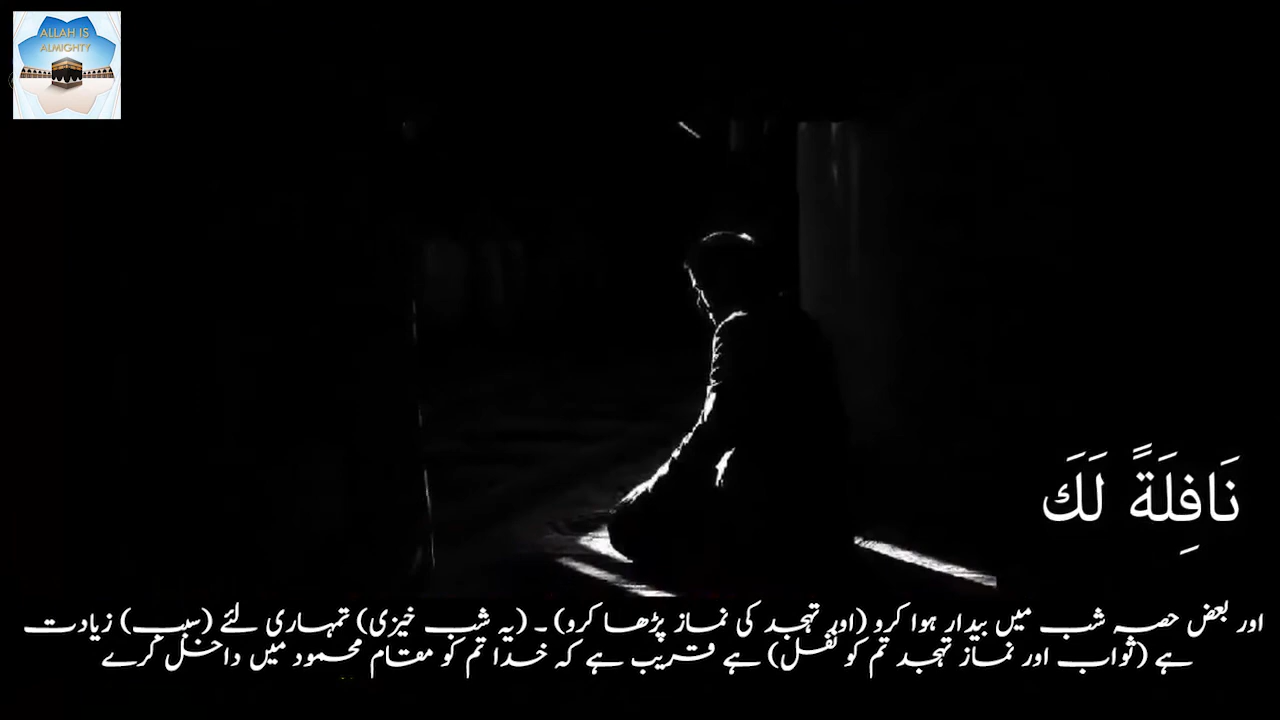 ALLAH IS
ALMIGHTY
نَافِلَةً لَكَ
اور بعض حصہ شب میں بیدار ہوا کرو (اور تہجد کی نماز پڑھا کرو)۔ (یہ شب خیزی) تمہاری لئے (سبب) زیادت
ہے (ثواب اور نماز تہجد تم کو نفل) ہے قریب ہے کہ خدا تم کو مقام محمود میں داخل کرے